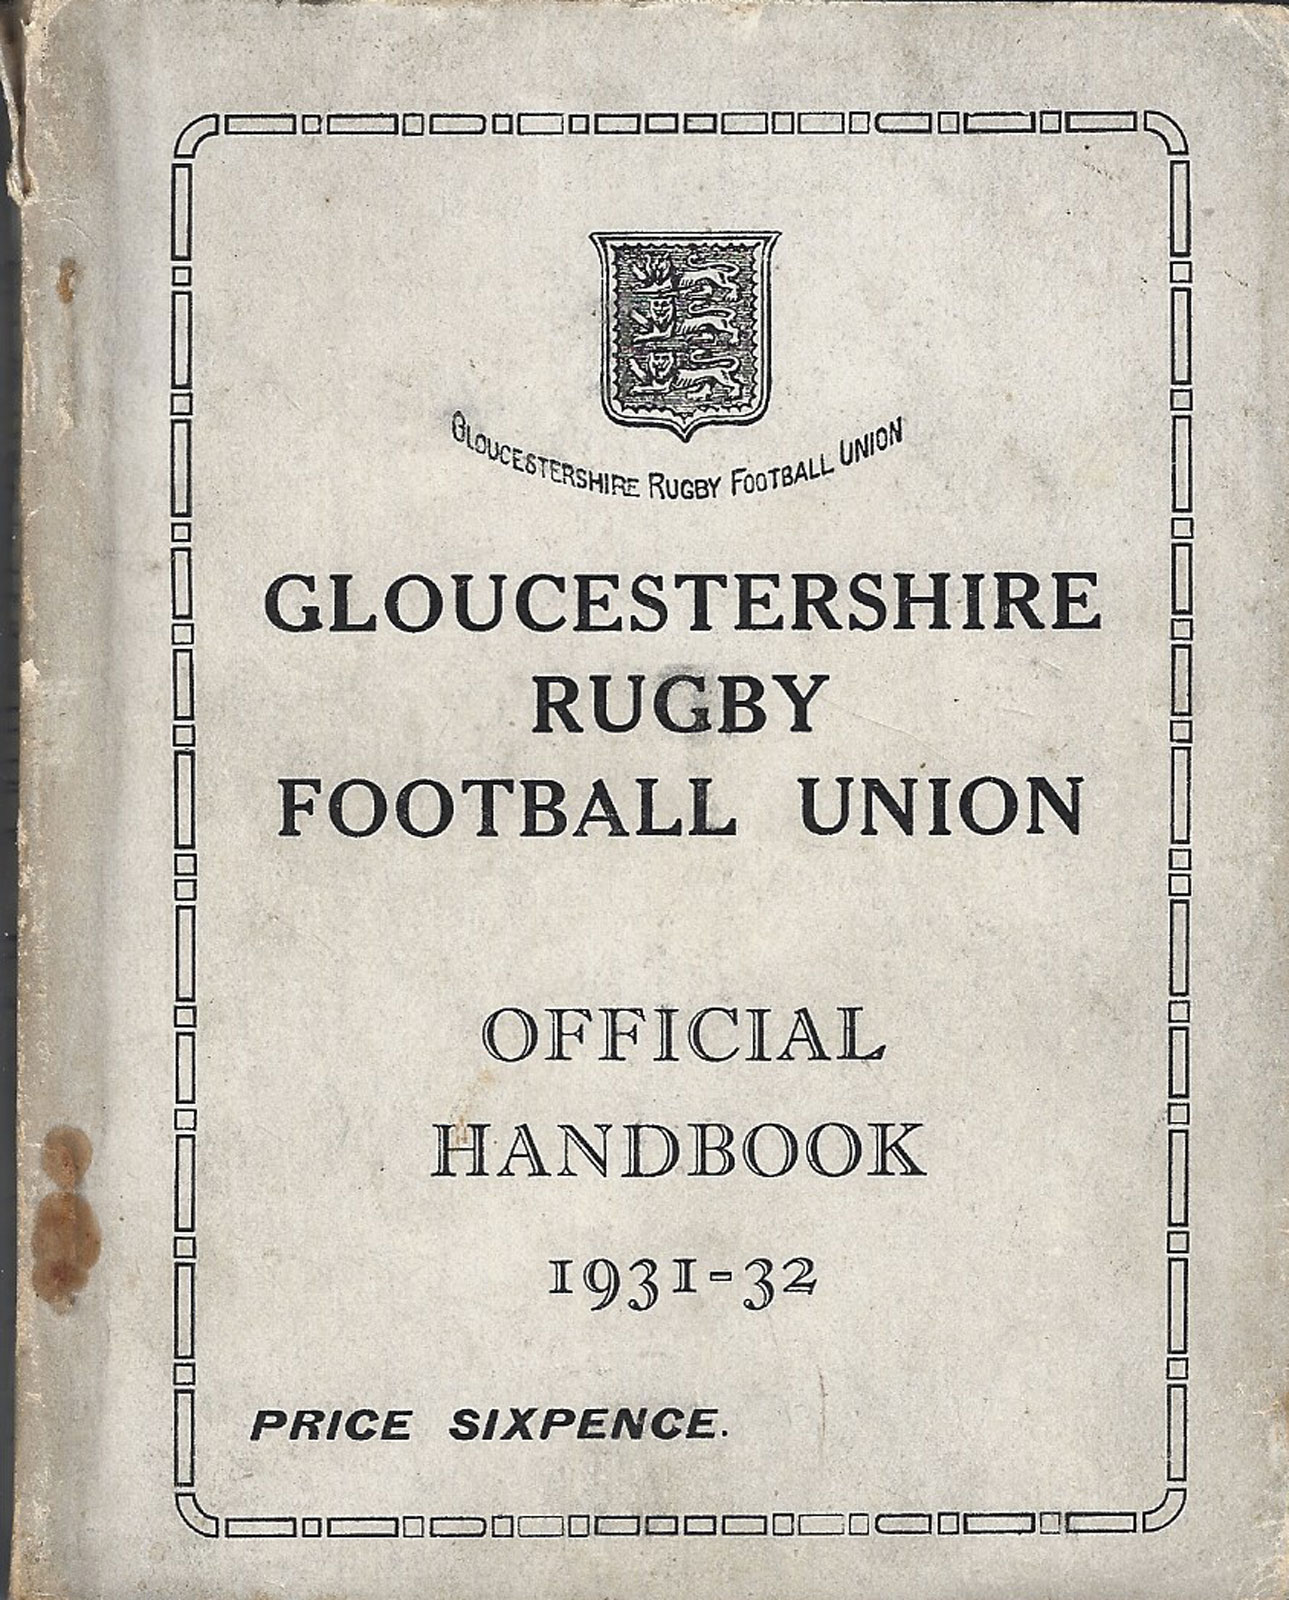 GLOUCESTERSHIRE RUGBY FOOTBALL UNION
GLOUCESTERSHIRE
RUGBY
FOOTBALL UNION
OFFICIAL
HANDBOOK
1931-32
PRICE SIXPENCE.